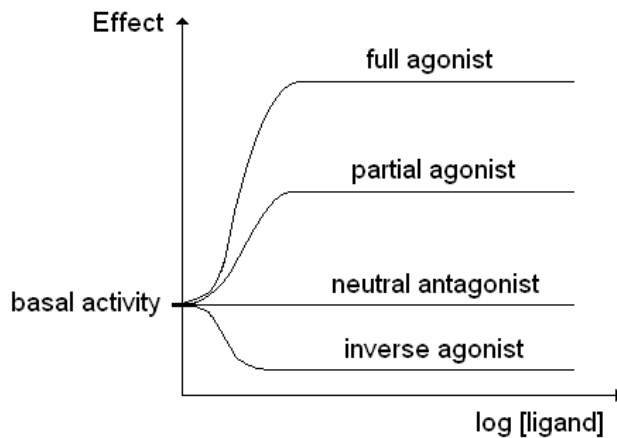 Effect
full agonist
partial agonist
neutral antagonist
basal activity
inverse agonist
log [ligand]